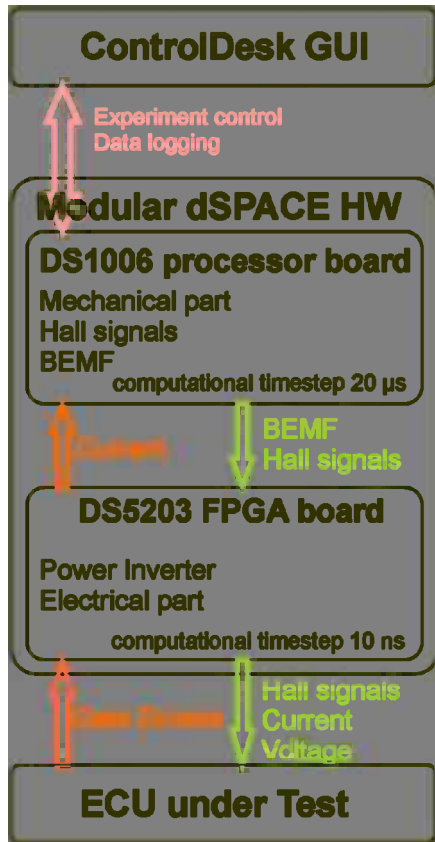 ControlDesk GUI
Experiment control
Data logging
Modular dSPACE HW
DS1006 processor board
Mechanical part
Hall signals
BEMF
computational timestep 20 µs
Current
BEMF
Hall signals
DS5203 FPGA board
Power Inverter
Electrical part
computational timestep 10 ns
Hall signals
Current
Voltage
ECU under Test